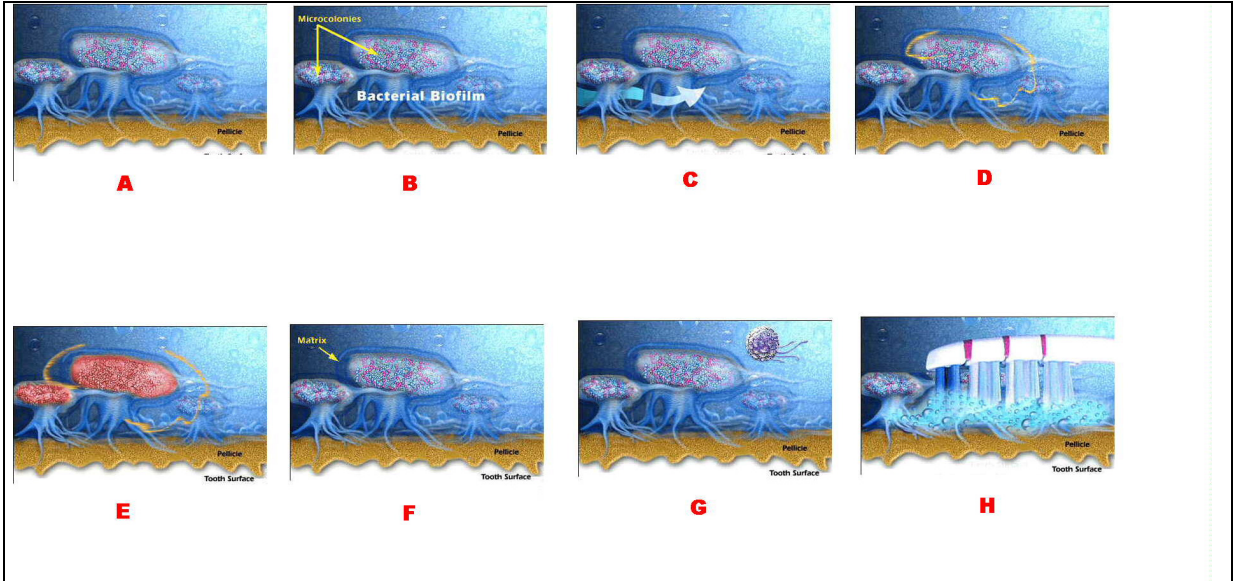 Microcolonies
Bacterial Biofilm
Pellicle
Pellicle
Pellicle
Pellicle
A
B
C
D
Matrix
Pellicle
Tooth Surface
Pellicle
Tooth Surface
Pellicle
Tooth Surface
Pellicle
Tooth Surface
E
F
G
H